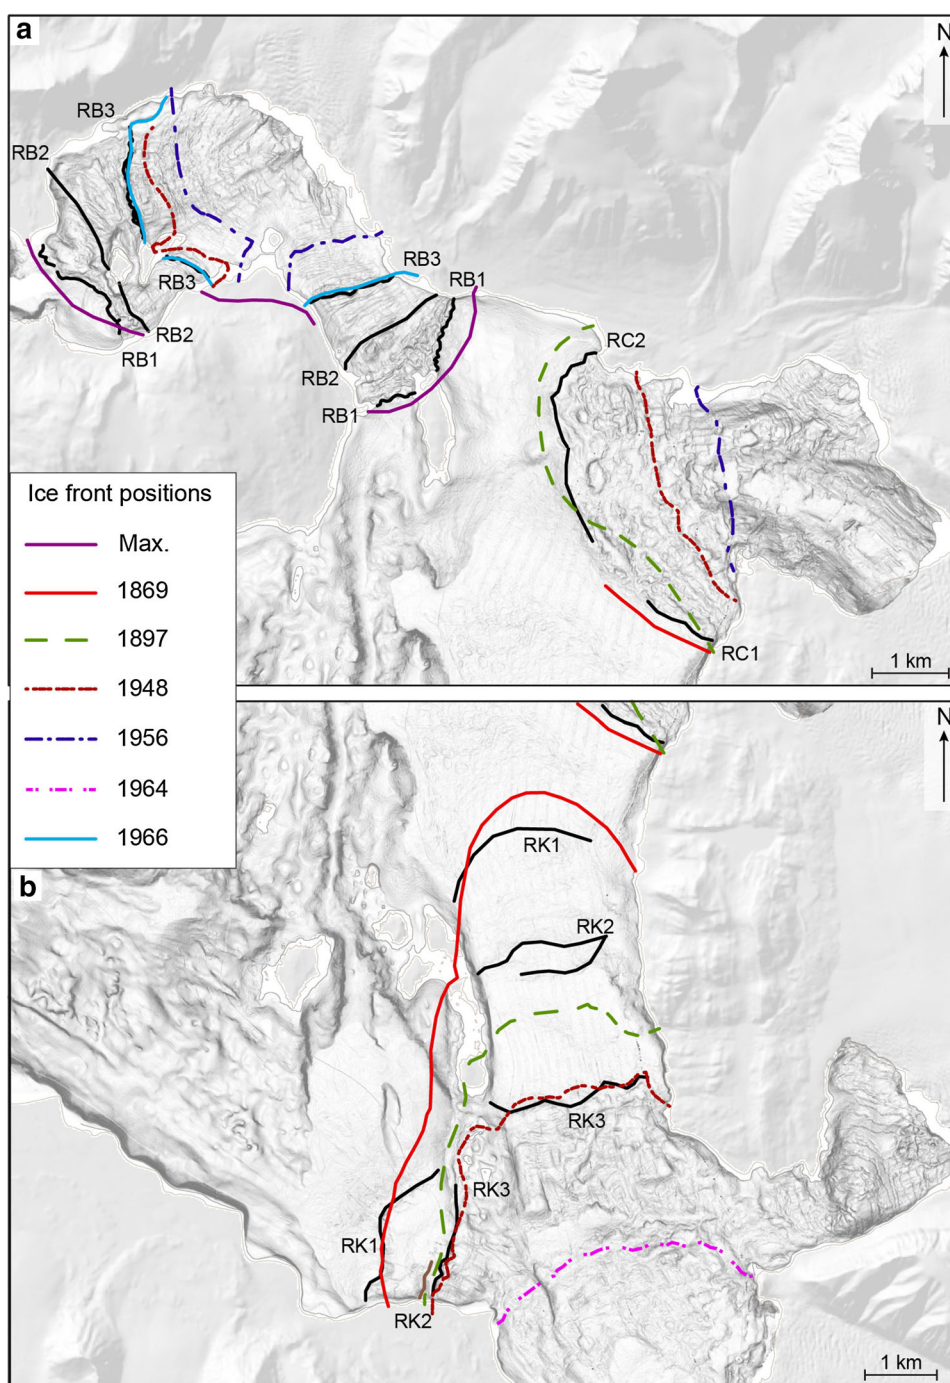 a
N
RB3
RB2
RB3
RB3
RB1
RB2
RB1
RB2
RC2
RB1
RC1
1 km
Ice front positions
Max.
1869
1897
1948
1956
1964
1966
N
b
RK1
RK2
RK3
RK3
RK1
RK2
1 km